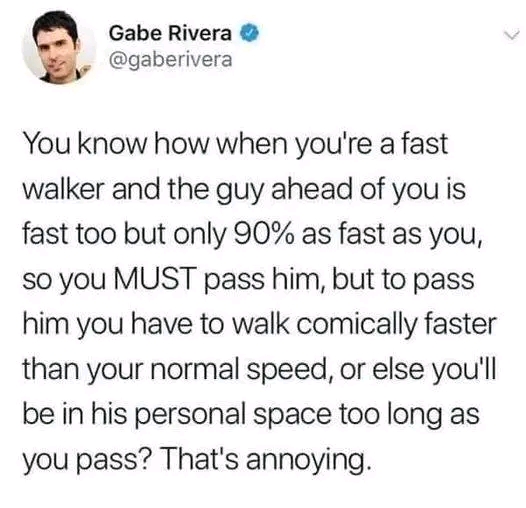 Gabe Rivera
@gaberivera
You know how when you're a fast
walker and the guy ahead of you is
fast too but only 90% as fast as you,
so you MUST pass him, but to pass
him you have to walk comically faster
than your normal speed, or else you'll
be in his personal space too long as
you pass? That's annoying.